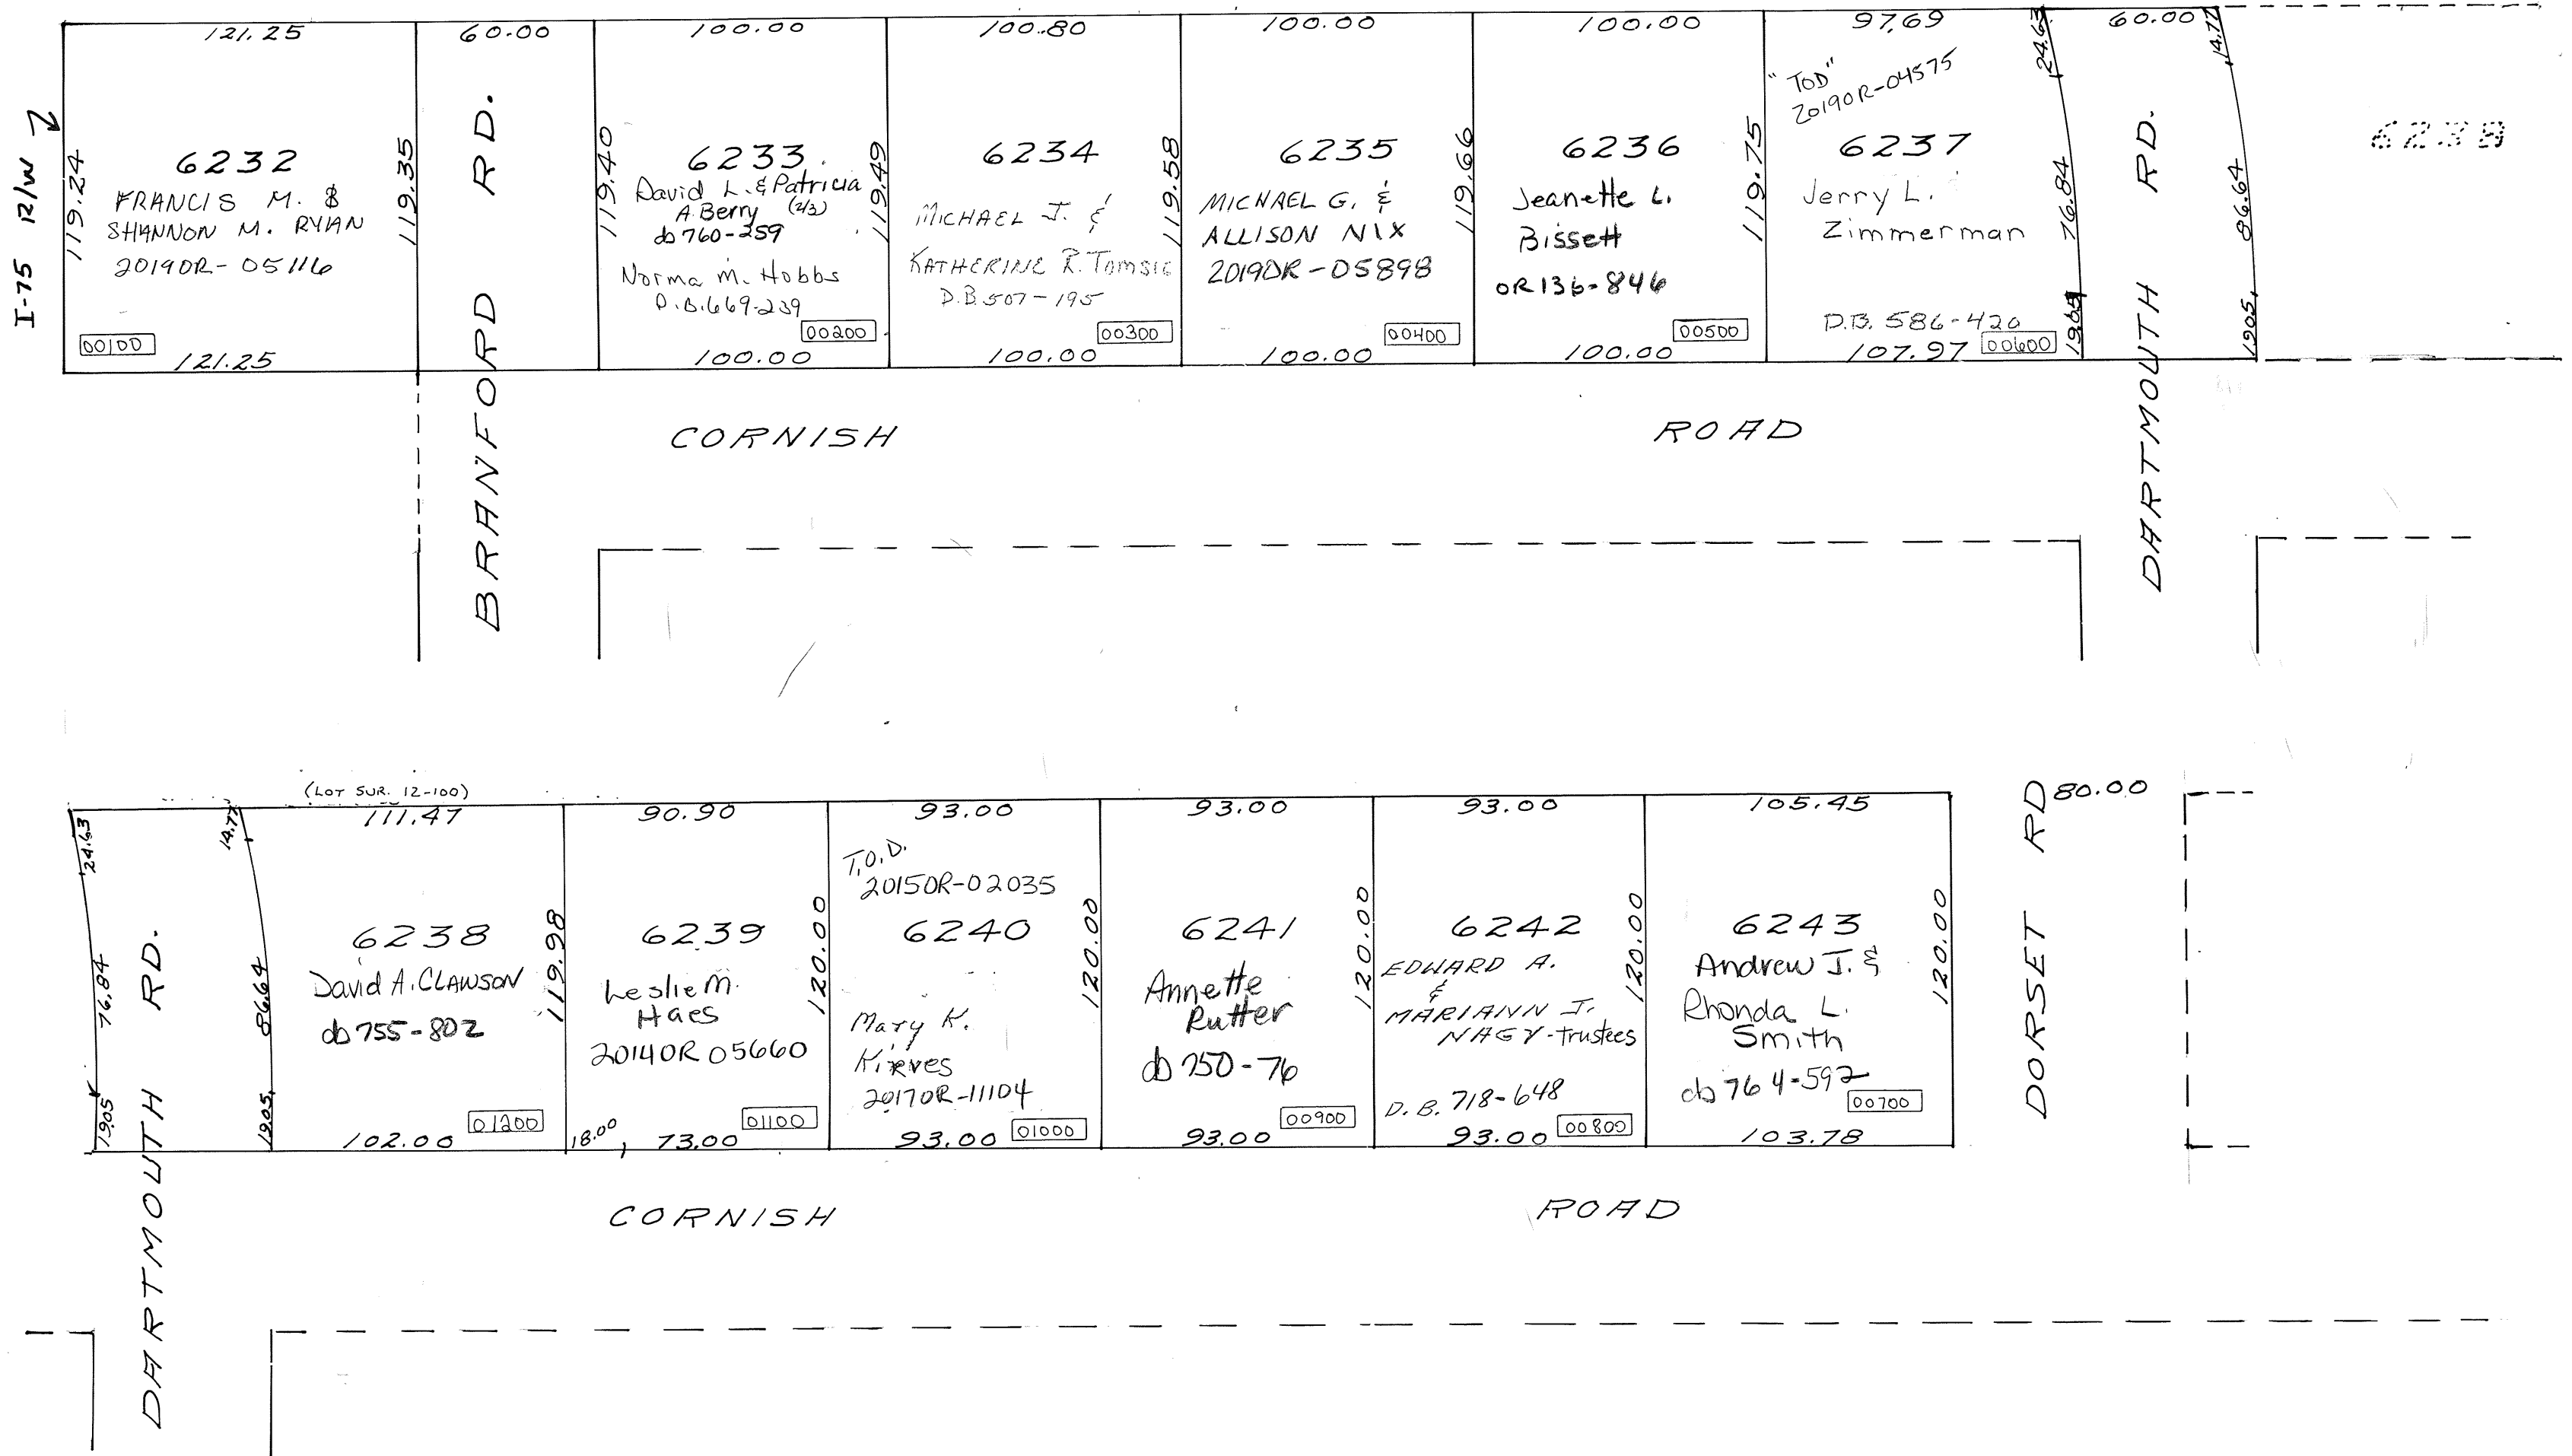 121.25
60.00
100.00
100.80
100.00
100.00
97.69
24.63
60.00
14.77
I-75 R/W
119.24
6232
FRANCIS M. &
SHANNON M. RYAN
2019OR-05116
00100
121.25
119.35
BRANFORD RD.
119.40
6233
David L. & Patricia
A. Berry (2/3)
db 760-259
Norma M. Hobbs
D.B. 669-239
00200
100.00
119.49
6234
MICHAEL J. &
KATHERINE R. TOMSIC
D.B. 507-195
00300
100.00
119.58
6235
MICHAEL G. &
ALLISON NIX
2019OR-05898
00400
100.00
119.66
6236
Jeanette L.
Bissett
OR 136-846
00500
100.00
119.75
"TOD"
2019OR-04575
6237
Jerry L.
Zimmerman
D.B. 586-420
00600
107.97
76.84
19.05
DARTMOUTH RD.
86.64
19.05
6238
CORNISH ROAD
(LOT SUR. 12-100)
24.63
14.77
111.47
90.90
93.00
93.00
93.00
105.45
80.00
76.84
19.05
DARTMOUTH RD.
86.64
19.05
6238
David A. CLAWSON
db 755-802
01200
102.00
119.98
6239
Leslie M.
Haes
2014OR 05660
01100
18.00
73.00
120.00
T.O.D.
2015OR-02035
6240
Mary K.
Kieves
2017OR-11104
01000
93.00
120.00
6241
Annette
Rutter
db 750-76
00900
93.00
120.00
6242
EDWARD A.
&
MARIANN J.
NAGY-trustees
D.B. 718-648
00800
93.00
120.00
6243
Andrew J. &
Rhonda L.
Smith
db 764-592
00700
103.78
120.00
DORSET RD
CORNISH ROAD